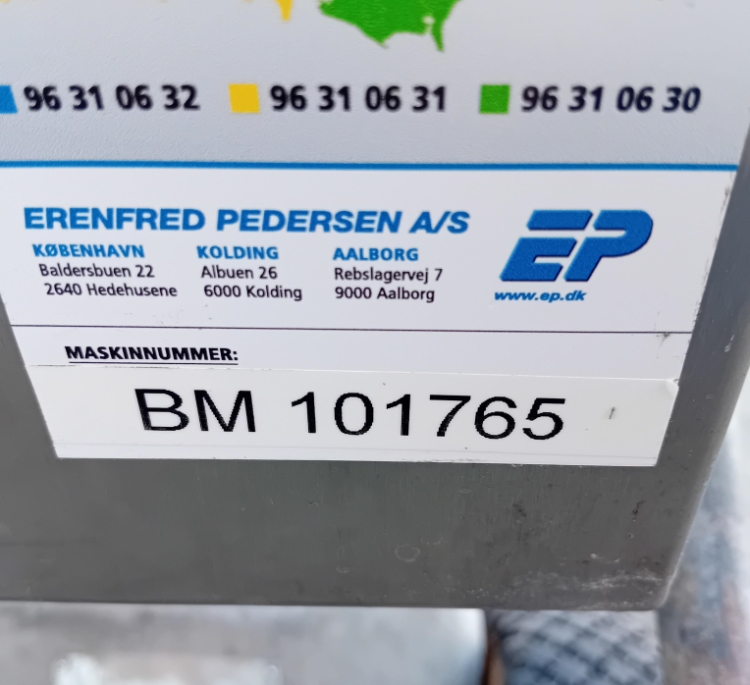 96 31 06 32 96 31 06 31 96 31 06 30
ERENFRED PEDERSEN A/S
KØBENHAVN KOLDING AALBORG
Baldersbuen 22 Albuen 26 Rebslagervej 7
2640 Hedehusene 6000 Kolding 9000 Aalborg
EP
www.ep.dk
MASKINNUMMER:
BM 101765